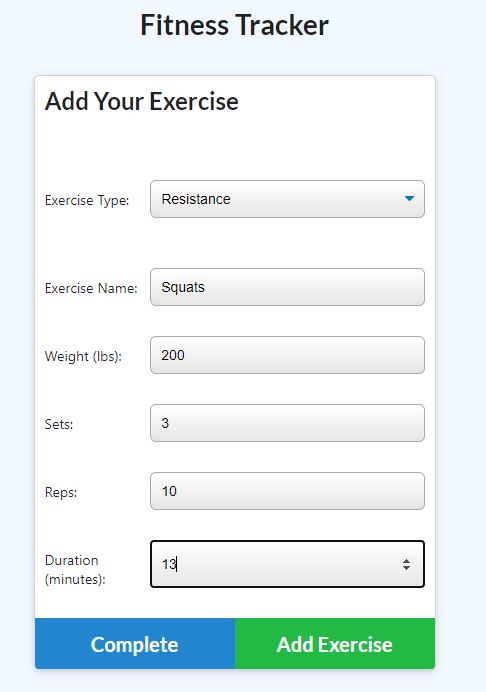 Fitness Tracker
Add Your Exercise
Exercise Type: Resistance
Exercise Name: Squats
Weight (lbs): 200
Sets: 3
Reps: 10
Duration
(minutes): 13
Complete Add Exercise